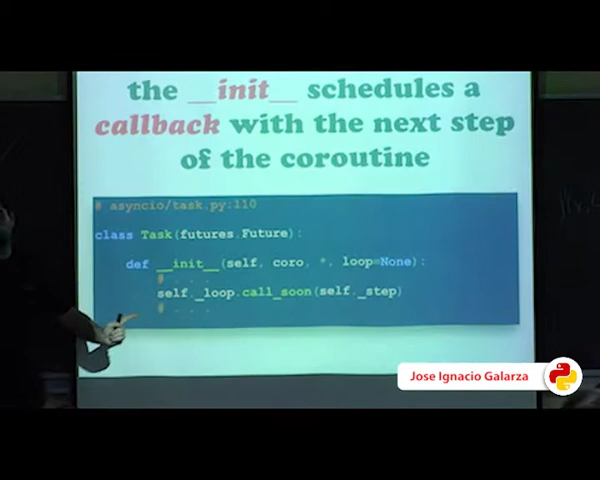 the __init__ schedules a
callback with the next step
of the coroutine
# asyncio/task.py:110
class Task(futures.Future):
def __init__(self, coro, *, loop=None):
# . . .
self._loop.call_soon(self._step)
# . . .
Jose Ignacio Galarza